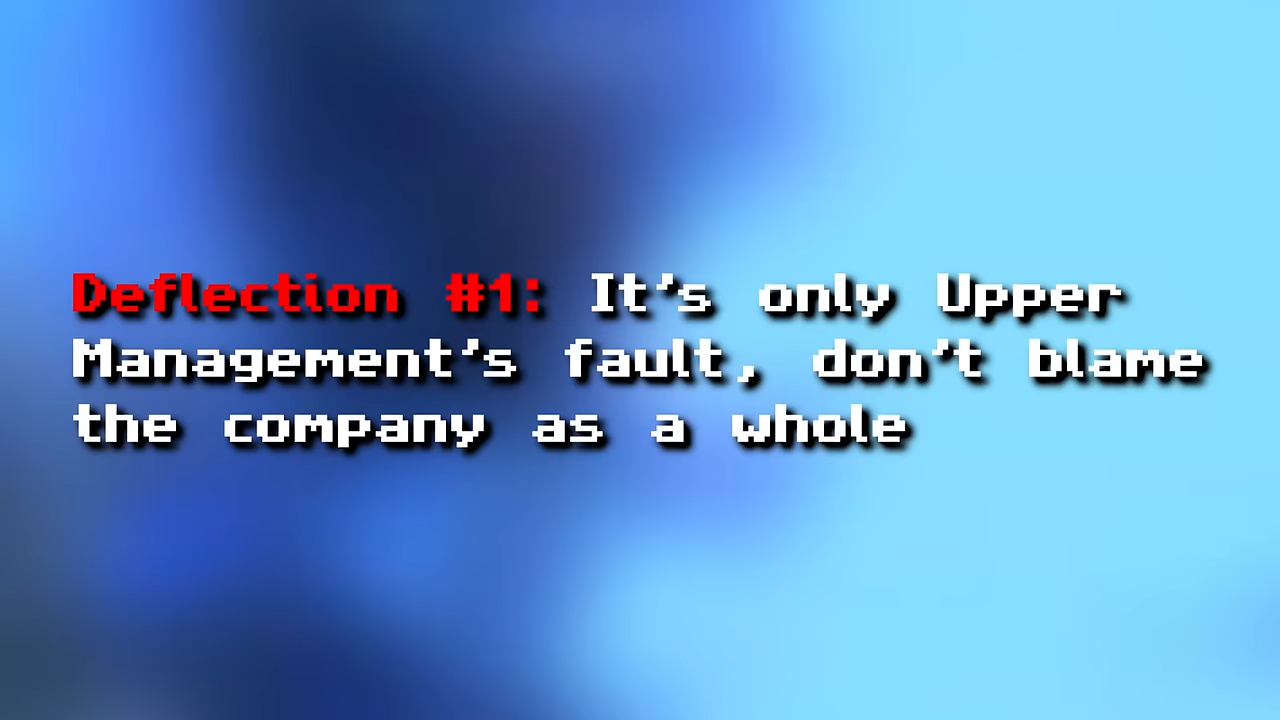 Deflection #1: It's only Upper
Management's fault, don't blame
the company as a whole